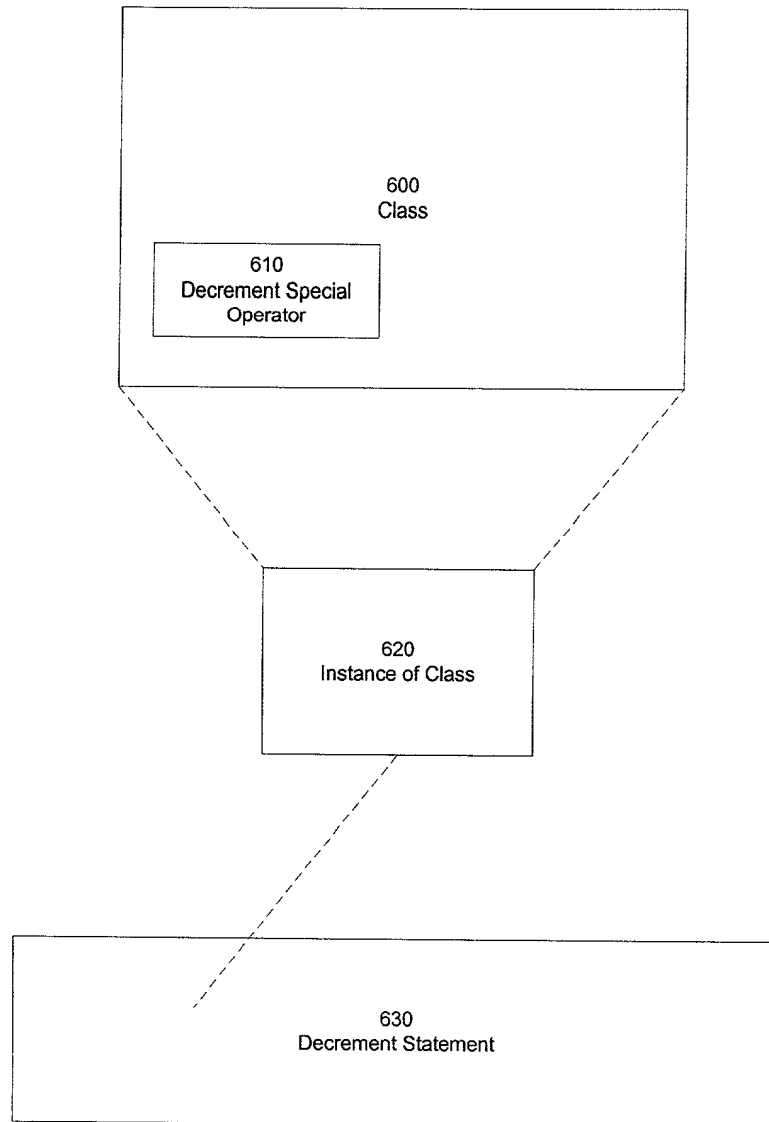 600
Class
610
Decrement Special
Operator
620
Instance of Class
630
Decrement Statement